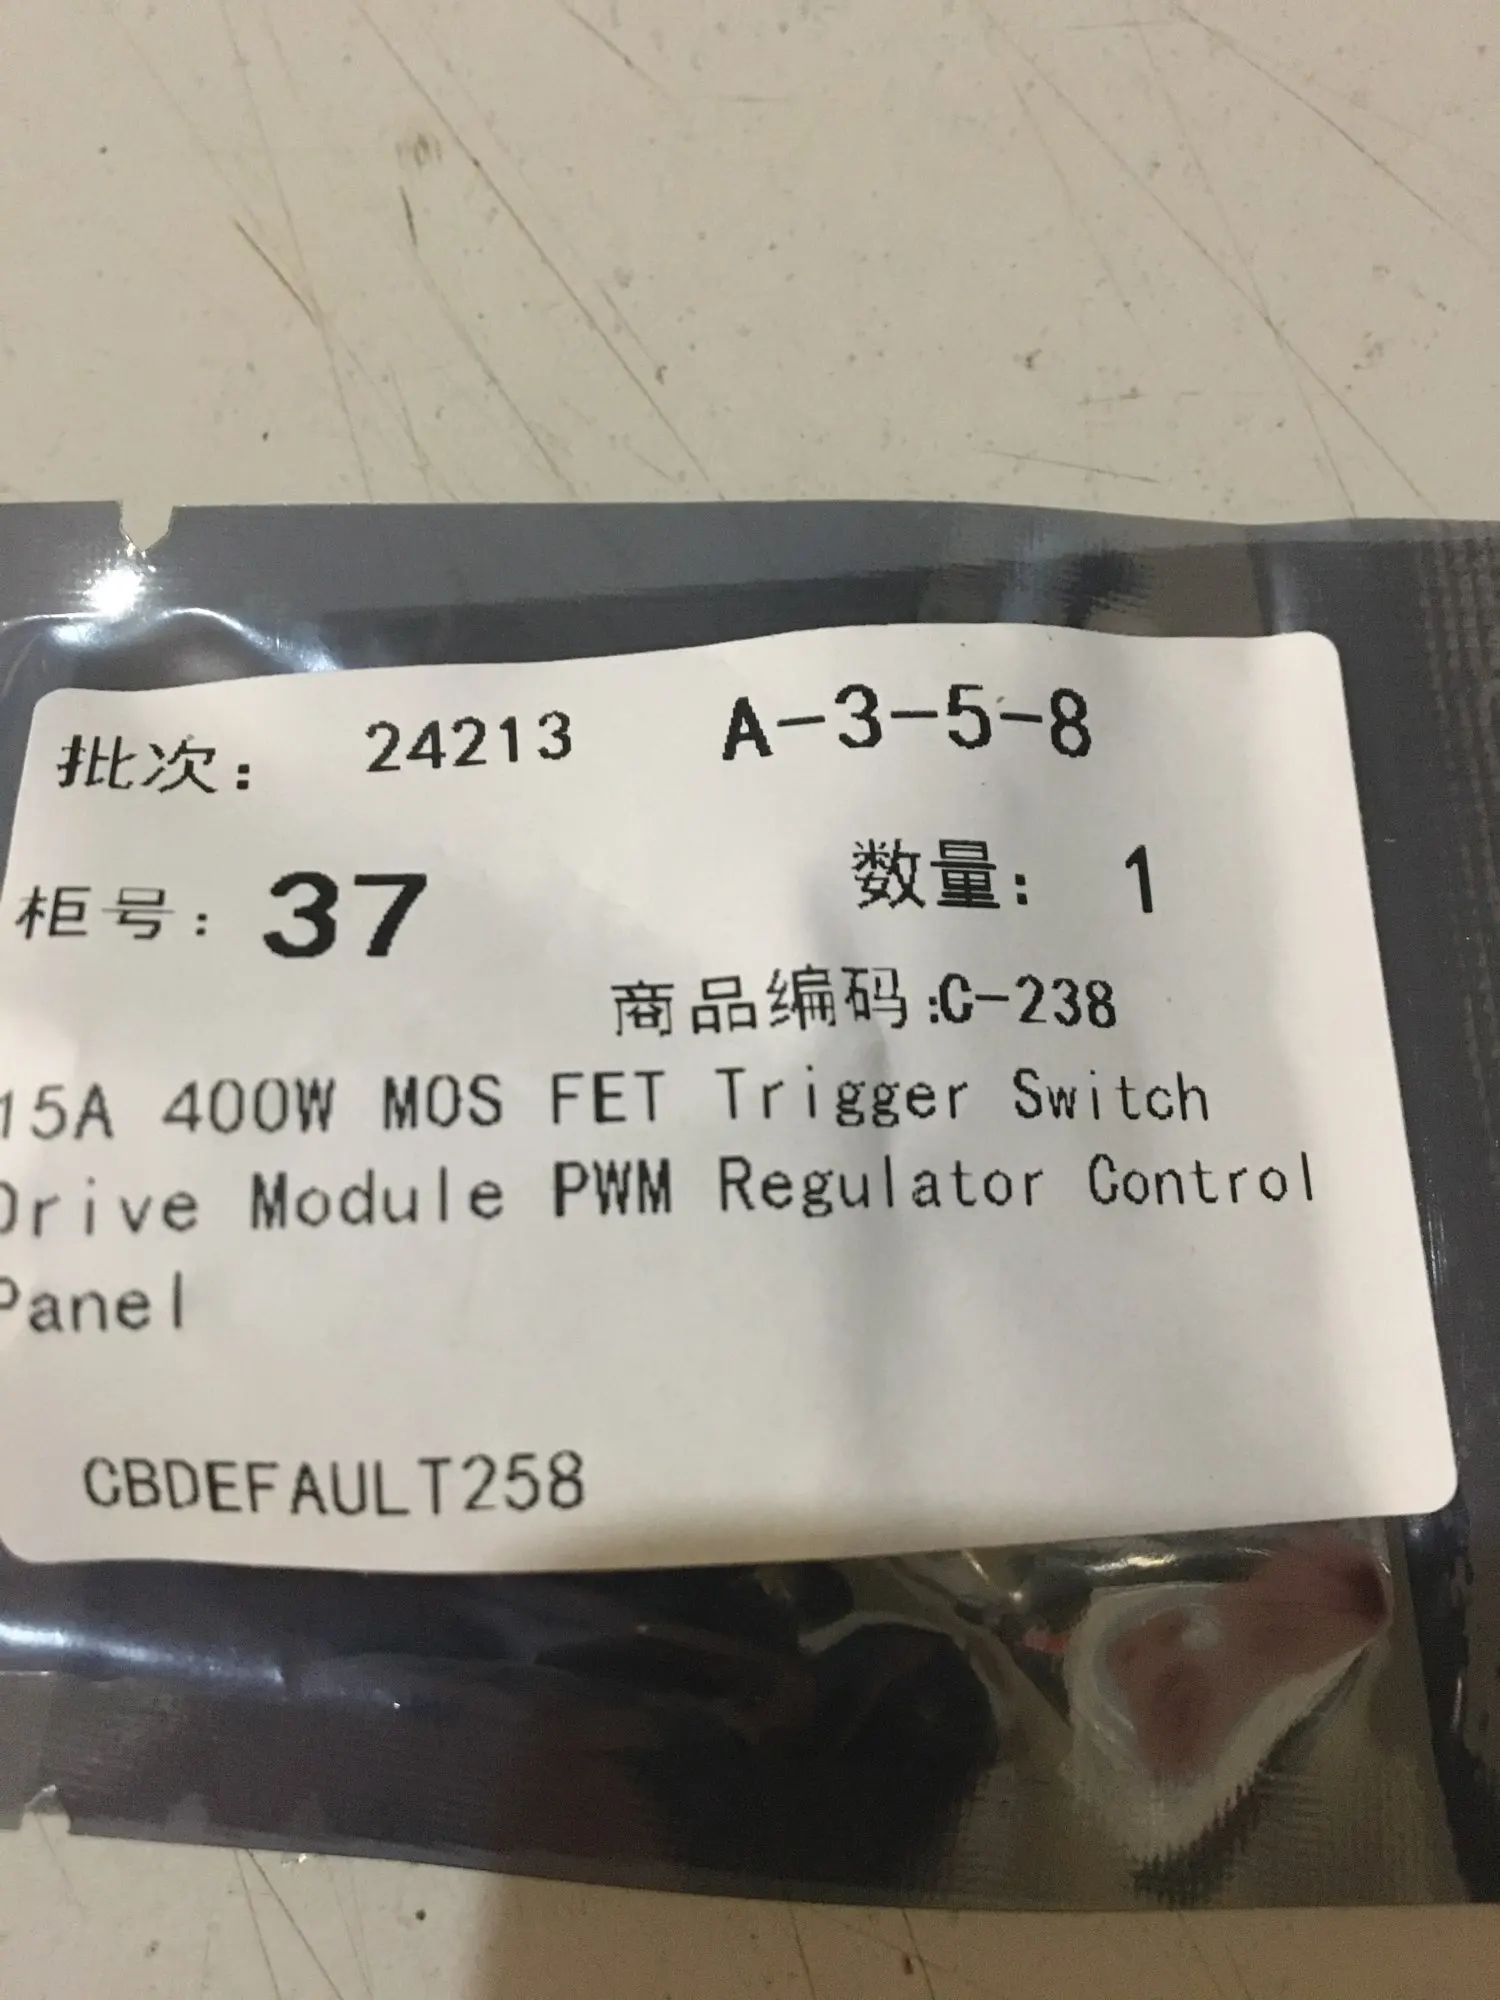 批次： 24213 A-3-5-8
柜号： 37 数量： 1
商品编码:C-238
15A 400W MOS FET Trigger Switch
Drive Module PWM Regulator Control
Panel
CBDEFAULT258